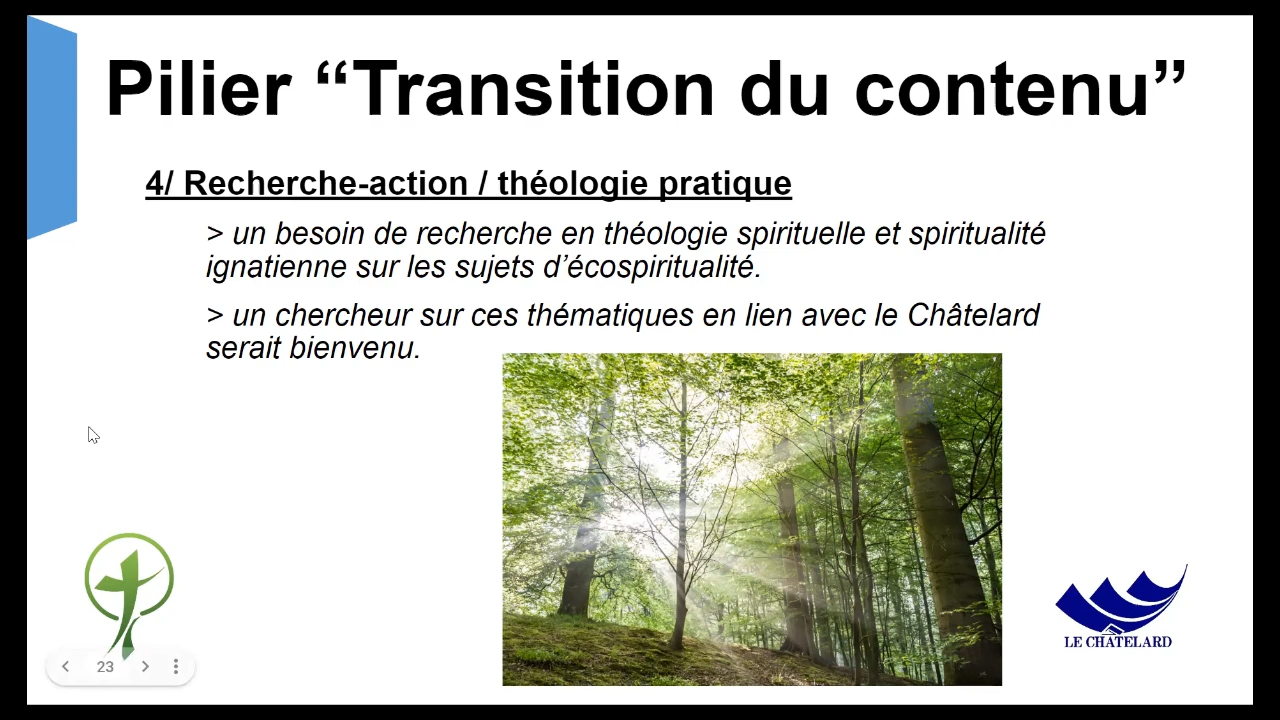 Pilier “Transition du contenu”
4/ Recherche-action / théologie pratique
> un besoin de recherche en théologie spirituelle et spiritualité
ignatienne sur les sujets d’écospiritualité.
> un chercheur sur ces thématiques en lien avec le Châtelard
serait bienvenu.
23
LE CHATELARD